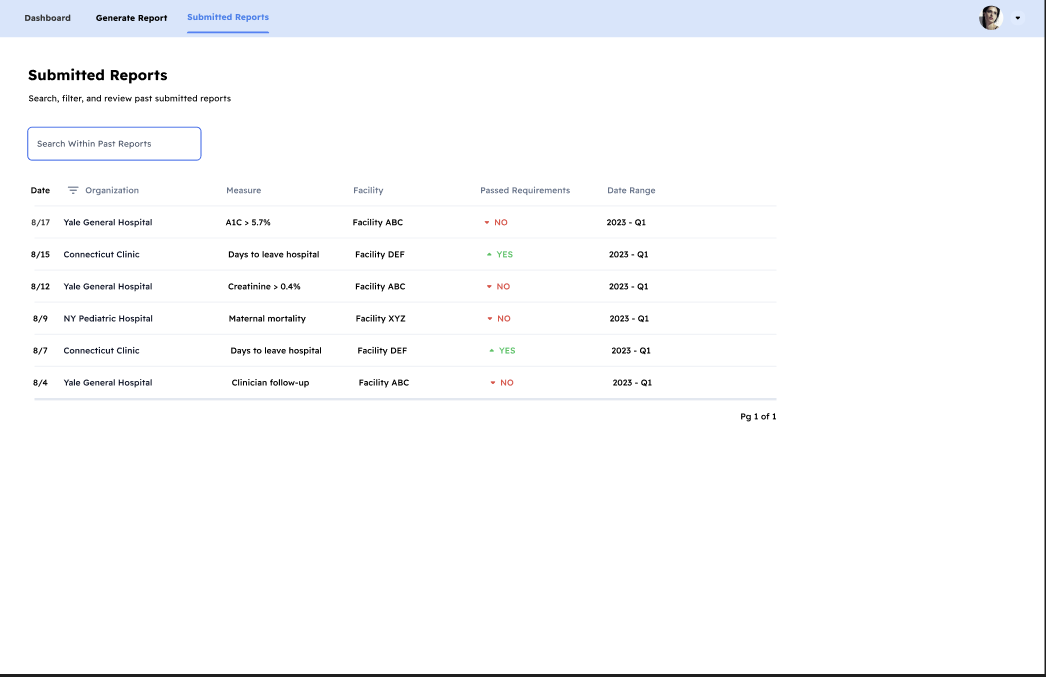 Dashboard Generate Report Submitted Reports
Submitted Reports
Search, filter, and review past submitted reports
Search Within Past Reports
Date Organization Measure Facility Passed Requirements Date Range
8/17 Yale General Hospital A1C > 5.7% Facility ABC NO 2023 - Q1
8/15 Connecticut Clinic Days to leave hospital Facility DEF YES 2023 - Q1
8/12 Yale General Hospital Creatinine > 0.4% Facility ABC NO 2023 - Q1
8/9 NY Pediatric Hospital Maternal mortality Facility XYZ NO 2023 - Q1
8/7 Connecticut Clinic Days to leave hospital Facility DEF YES 2023 - Q1
8/4 Yale General Hospital Clinician follow-up Facility ABC NO 2023 - Q1
Pg 1 of 1